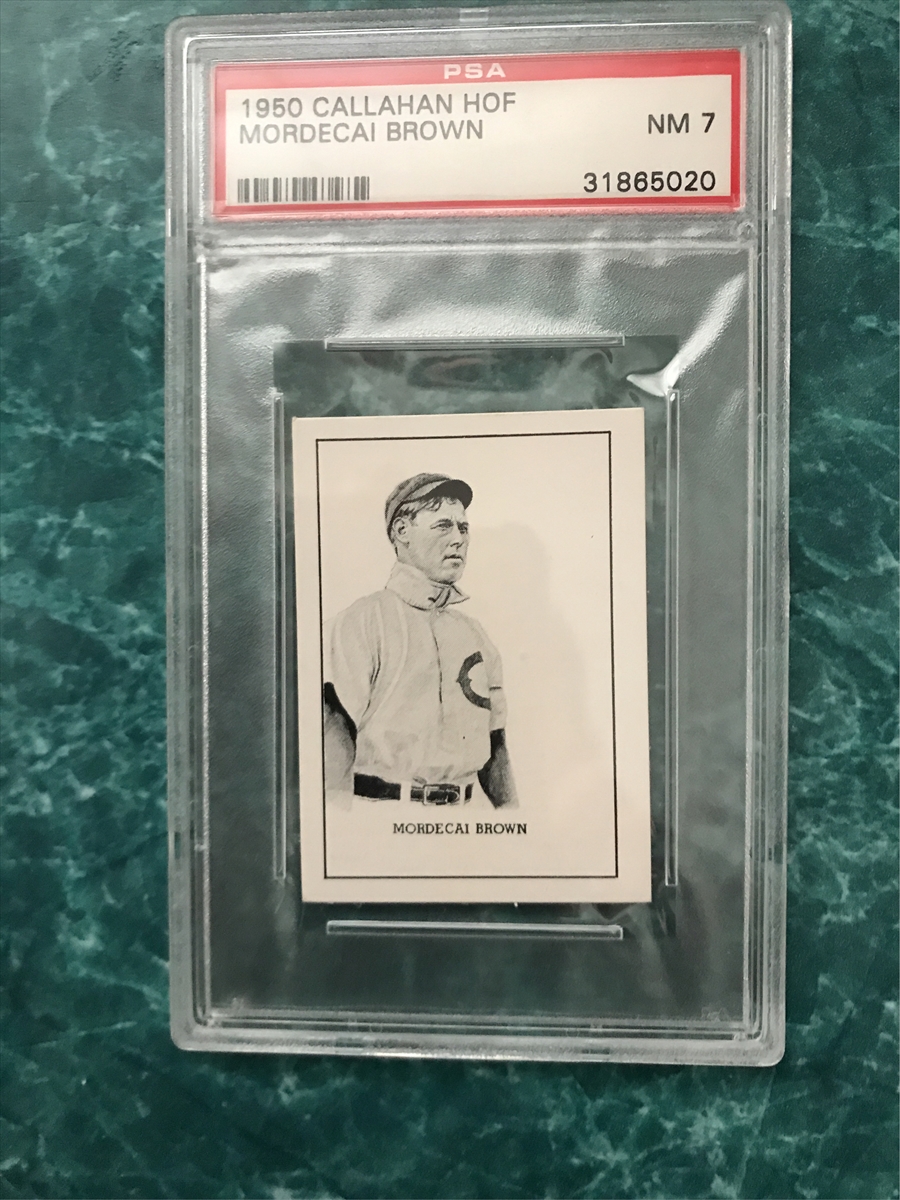 PSA
1950 CALLAHAN HOF
MORDECAI BROWN
NM 7
31865020
C
MORDECAI BROWN